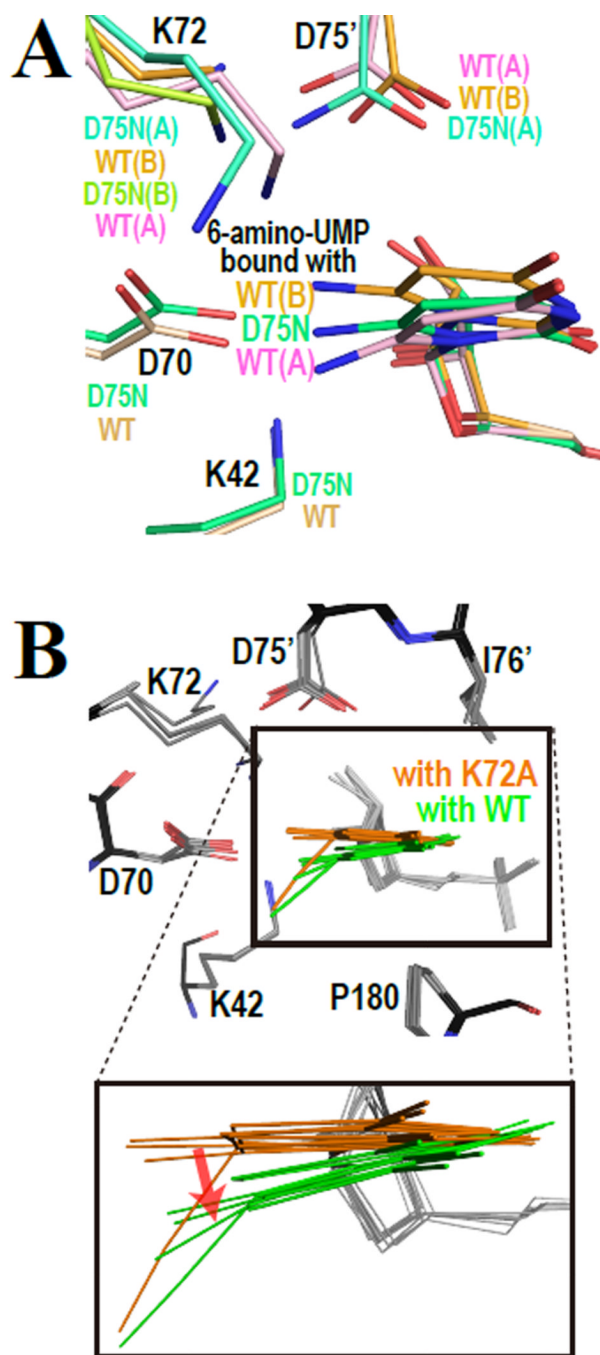 A
K72
D75’
D75N(A)
WT(B)
D75N(B)
WT(A)
WT(A)
WT(B)
D75N(A)
6-amino-UMP
bound with
WT(B)
D75N
WT(A)
D70
D75N
WT
K42
D75N
WT
B
K72
D75’
I76’
with K72A
with WT
D70
K42
P180